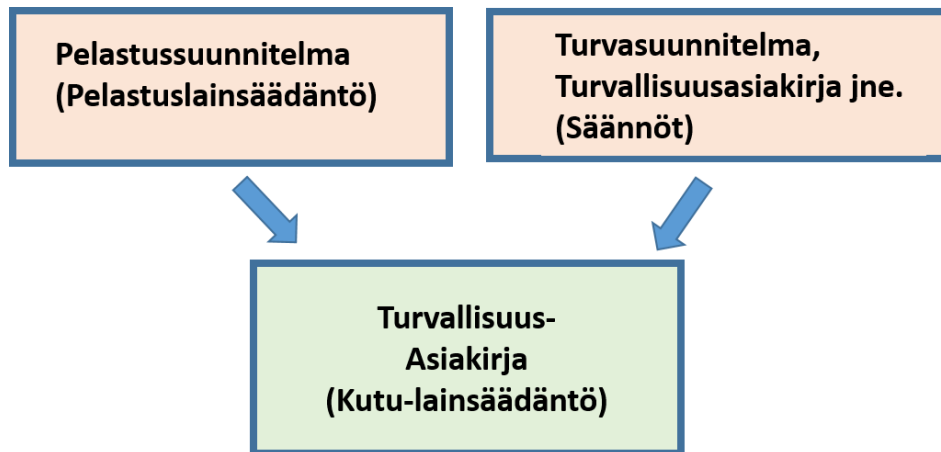 Pelastussuunnitelma
(Pelastuslainsäädäntö)
Turvasuunnitelma,
Turvallisuusasiakirja jne.
(Säännöt)
Turvallisuus-
Asiakirja
(Kutu-lainsäädäntö)